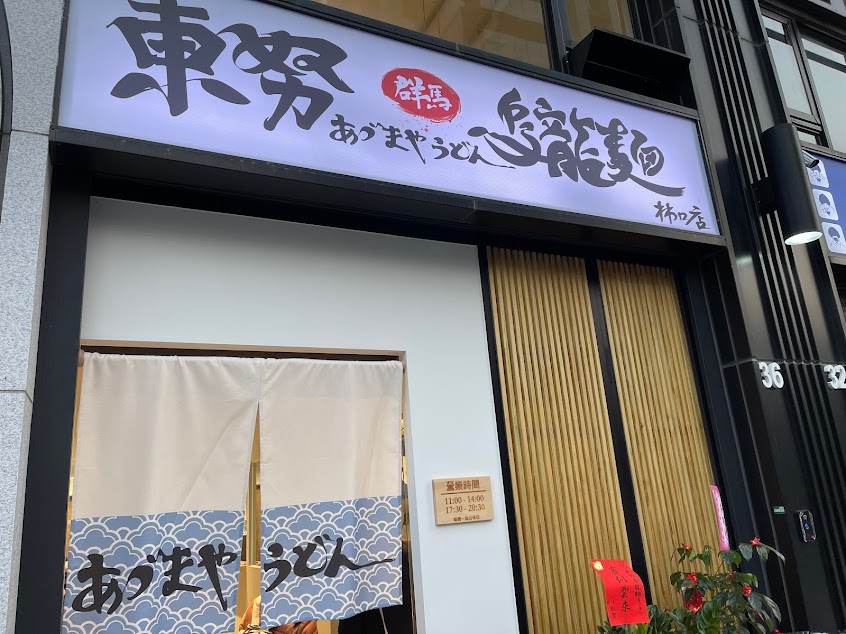 東努
群馬
あづまやうどん
烏龍麵
林口店
36
32
あづまや うどん
營業時間
11:00 - 14:00
17:30 - 20:30